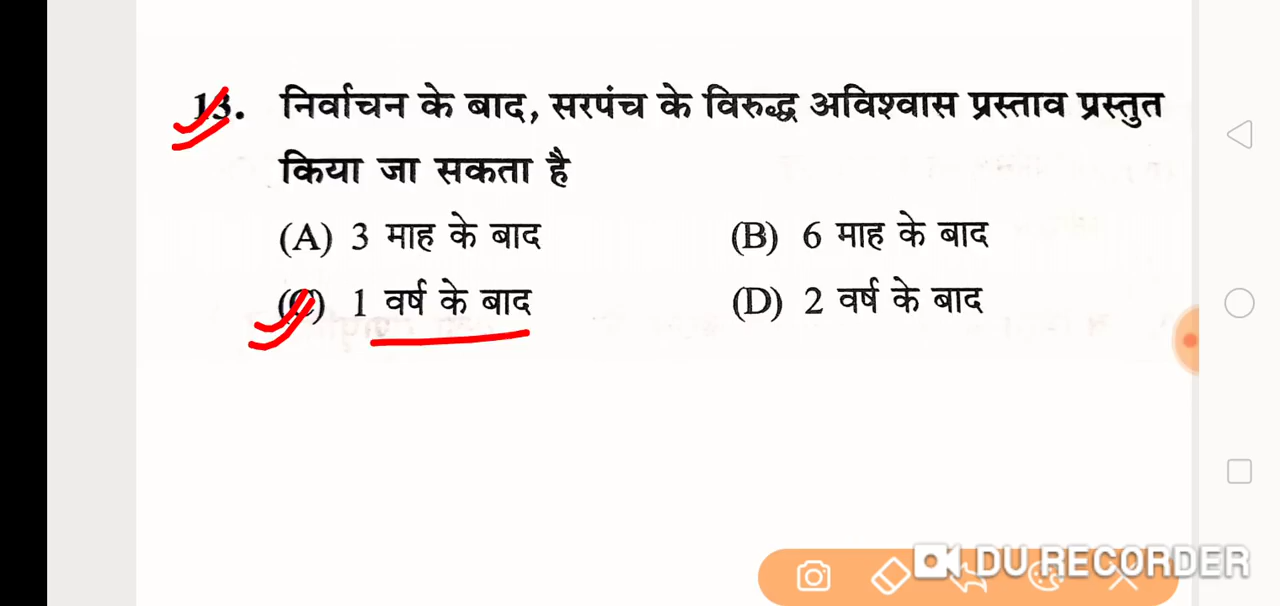 13. निर्वाचन के बाद, सरपंच के विरुद्ध अविश्वास प्रस्ताव प्रस्तुत
किया जा सकता है
(A) 3 माह के बाद (B) 6 माह के बाद
(C) 1 वर्ष के बाद (D) 2 वर्ष के बाद
DU RECORDER